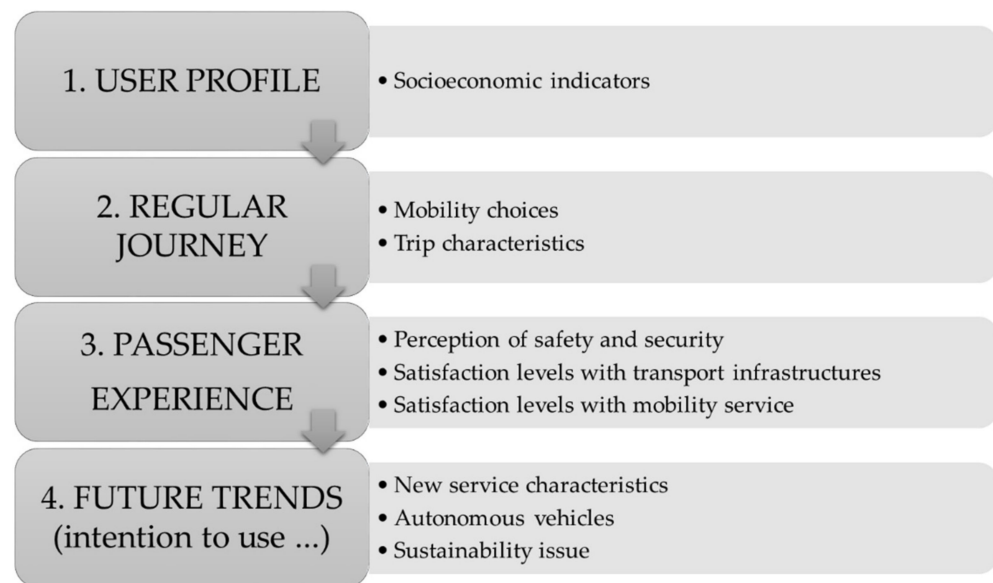 1. USER PROFILE
• Socioeconomic indicators
2. REGULAR
JOURNEY
• Mobility choices
• Trip characteristics
3. PASSENGER
EXPERIENCE
• Perception of safety and security
• Satisfaction levels with transport infrastructures
• Satisfaction levels with mobility service
4. FUTURE TRENDS
(intention to use ...)
• New service characteristics
• Autonomous vehicles
• Sustainability issue